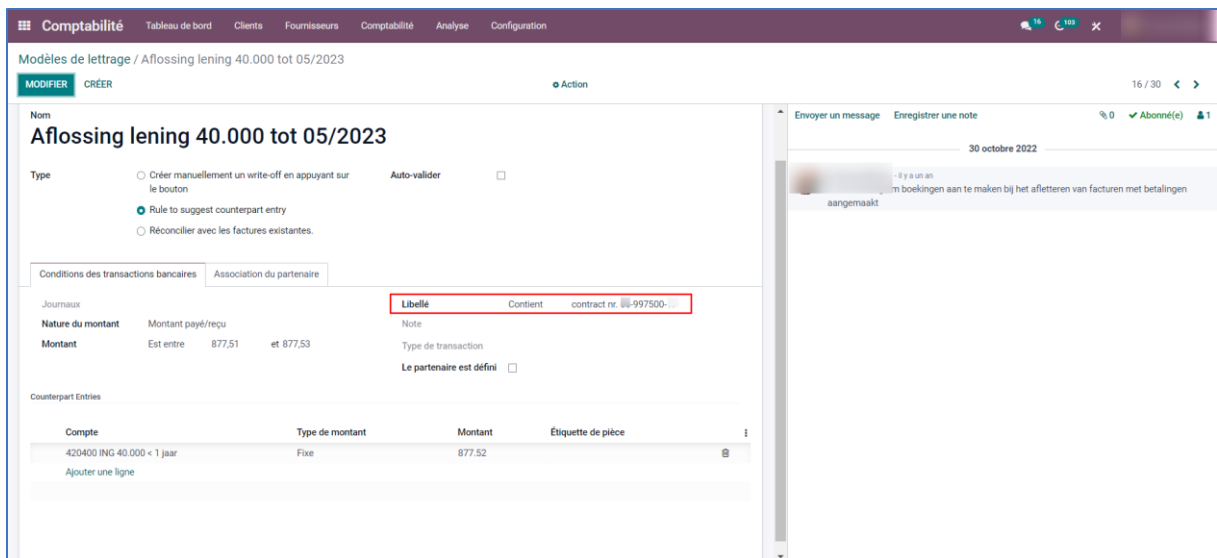 Comptabilité Tableau de bord Clients Fournisseurs Comptabilité Analyse Configuration 16 103
Modèles de lettrage / Aflossing lening 40.000 tot 05/2023
MODIFIER CRÉER Action 16 / 30
Nom
Aflossing lening 40.000 tot 05/2023
Type
Créer manuellement un write-off en appuyant sur
le bouton
Rule to suggest counterpart entry
Réconcilier avec les factures existantes.
Auto-valider
Conditions des transactions bancaires Association du partenaire
Journaux
Nature du montant Montant payé/reçu
Montant Est entre 877,51 et 877,53
Libellé Contient contract nr. -997500-
Note
Type de transaction
Le partenaire est défini
Counterpart Entries
Compte Type de montant Montant Étiquette de pièce
420400 ING 40.000 < 1 jaar Fixe 877.52
Ajouter une ligne
Envoyer un message Enregistrer une note 0 Abonné(e) 1
30 octobre 2022
- il y a un an
boekingen aan te maken bij het afletteren van facturen met betalingen
aangemaakt